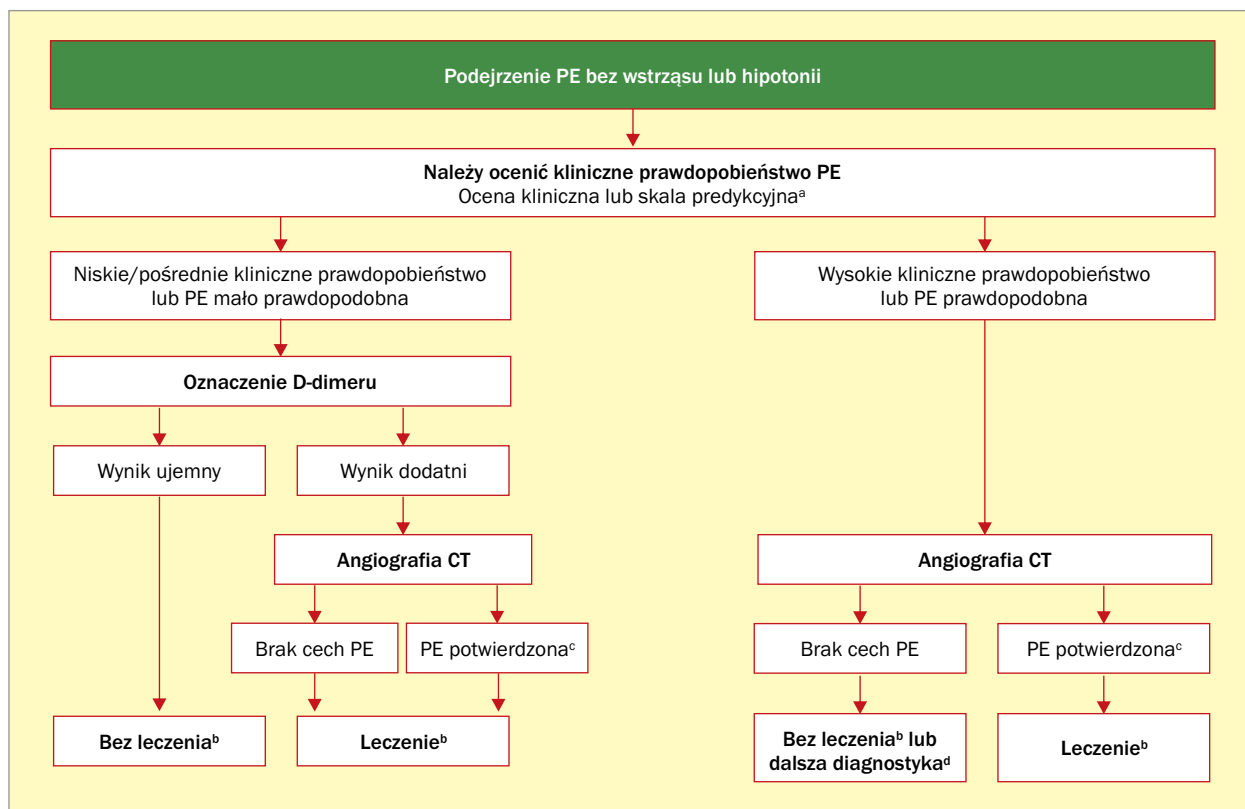 Podejrzenie PE bez wstrząsu lub hipotonii
Należy ocenić kliniczne prawdopobieństwo PE
Ocena kliniczna lub skala predykcyjnaᵃ
Niskie/pośrednie kliniczne prawdopobieństwo
lub PE mało prawdopodobna
Wysokie kliniczne prawdopobieństwo
lub PE prawdopodobna
Oznaczenie D-dimeru
Wynik ujemny
Wynik dodatni
Angiografia CT
Angiografia CT
Brak cech PE
PE potwierdzonaᶜ
Brak cech PE
PE potwierdzonaᶜ
Bez leczeniaᵇ
Leczenieᵇ
Bez leczeniaᵇ lub
dalsza diagnostykaᵈ
Leczenieᵇ